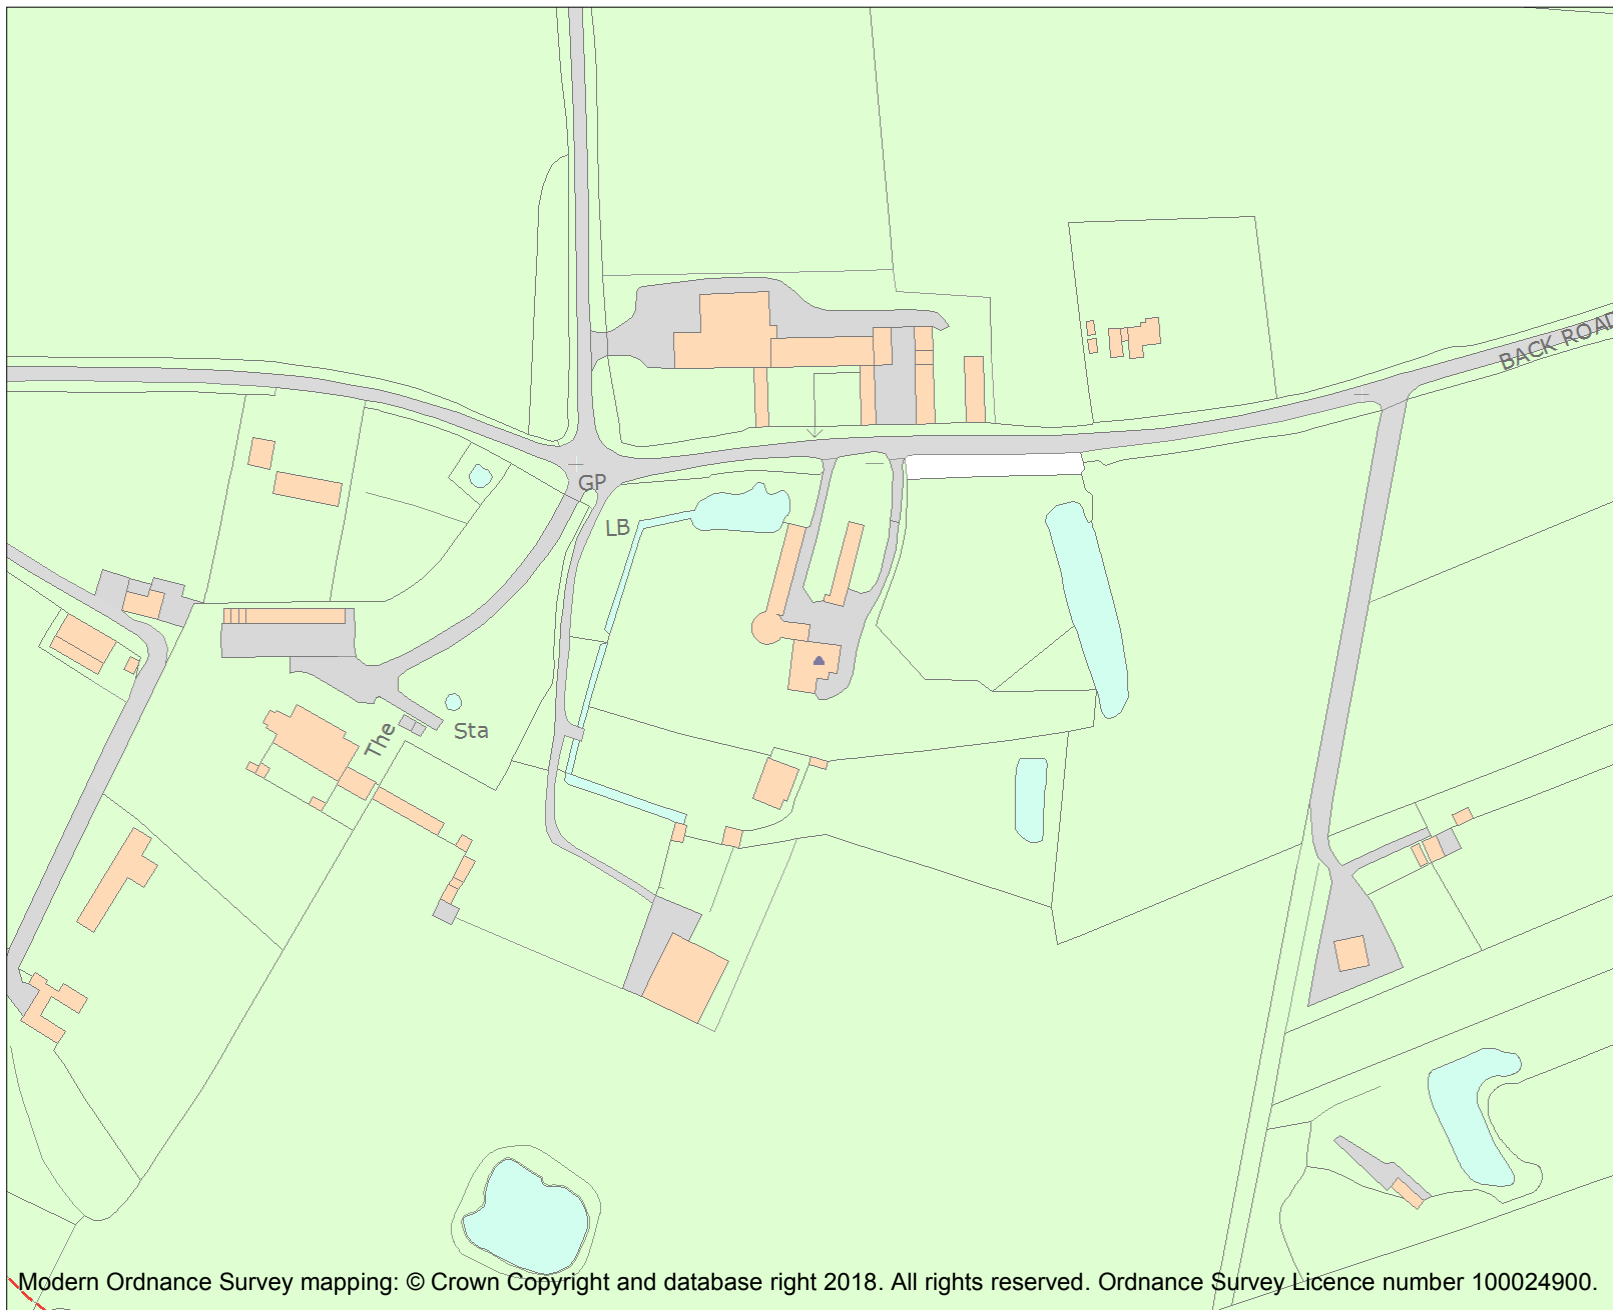 BACK ROAD
GP
LB
The
Sta
Modern Ordnance Survey mapping: © Crown Copyright and database right 2018. All rights reserved. Ordnance Survey Licence number 100024900.